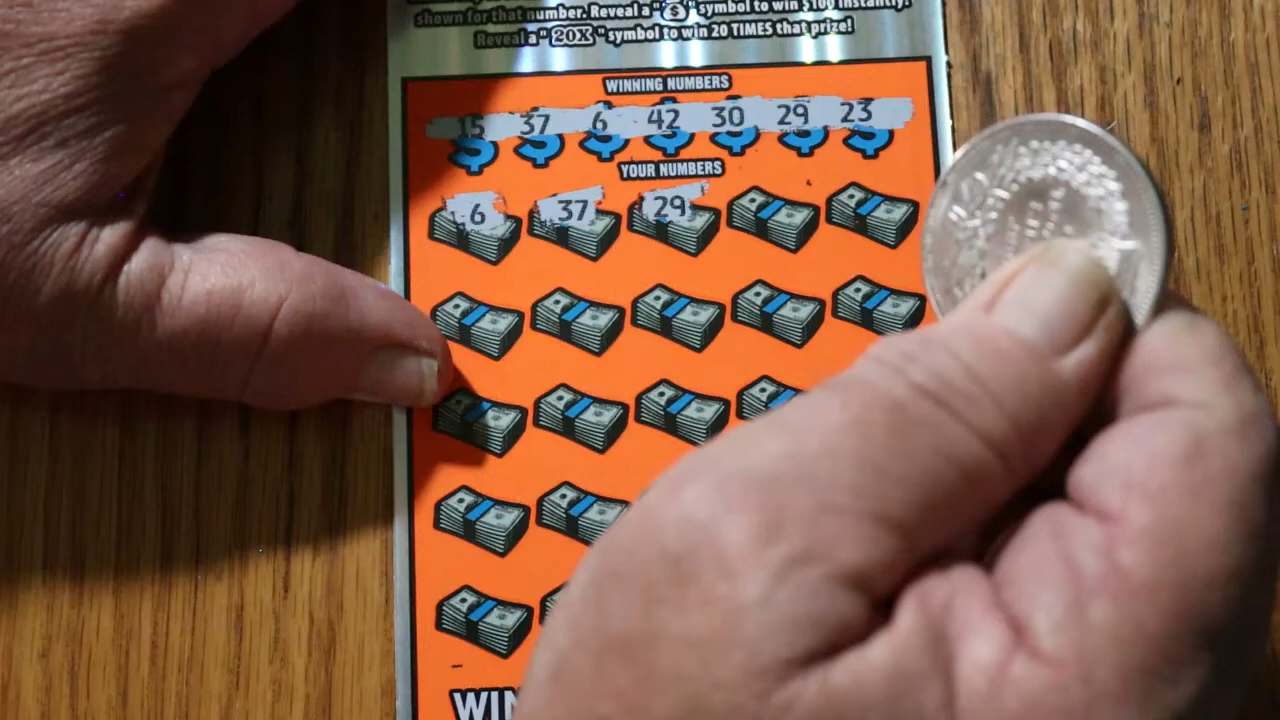 shown for that number. Reveal a "$" symbol to win $100 instantly!
Reveal a "20X" symbol to win 20 TIMES that prize!
WINNING NUMBERS
15 37 6 42 30 29 23
YOUR NUMBERS
6 37 29
WIN